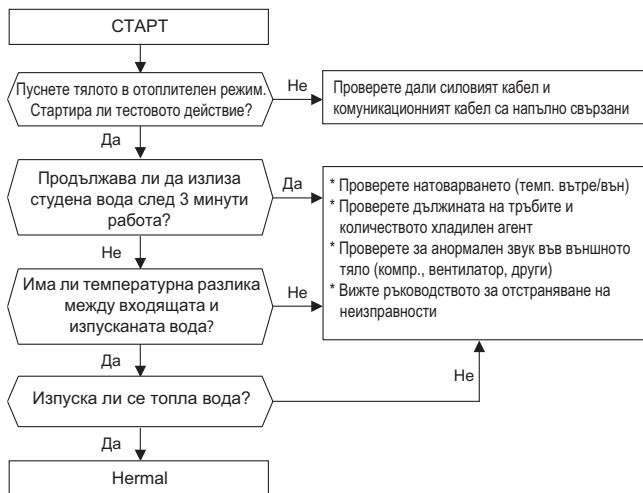 СТАРТ
Пуснете тялото в отоплителен режим.
Стартира ли тестовото действие?
Не
Проверете дали силовият кабел и
комуникационният кабел са напълно свързани
Да
Продължава ли да излиза
студена вода след 3 минути
работа?
Да
* Проверете натоварването (темп. вътре/вън)
* Проверете дължината на тръбите и
количеството хладилен агент
* Проверете за анормален звук във външното
тяло (компр., вентилатор, други)
* Вижте ръководството за отстраняване на
неизправности
Не
Има ли температурна разлика
между входящата и
изпусканата вода?
Не
Да
Изпуска ли се топла вода?
Не
Да
Hermal